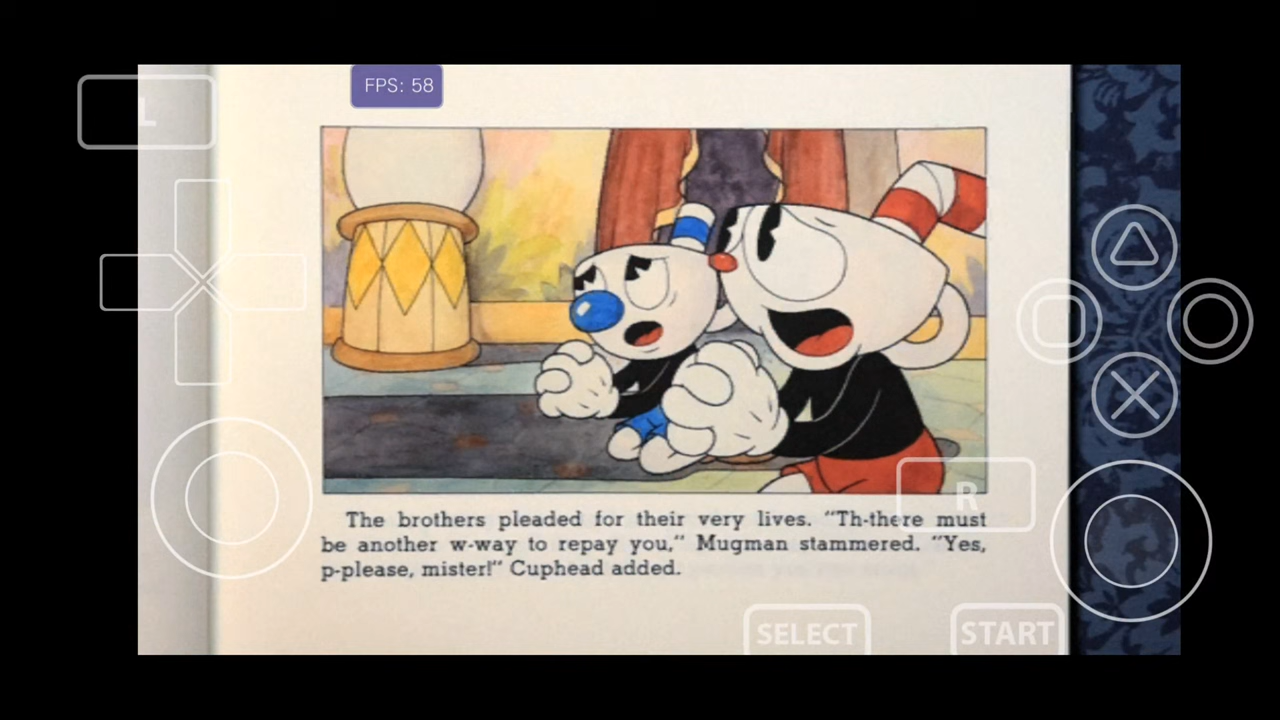 FPS: 58
L
The brothers pleaded for their very lives. “Th-there must
be another w-way to repay you,” Mugman stammered. “Yes,
p-please, mister!” Cuphead added.
R
SELECT
START